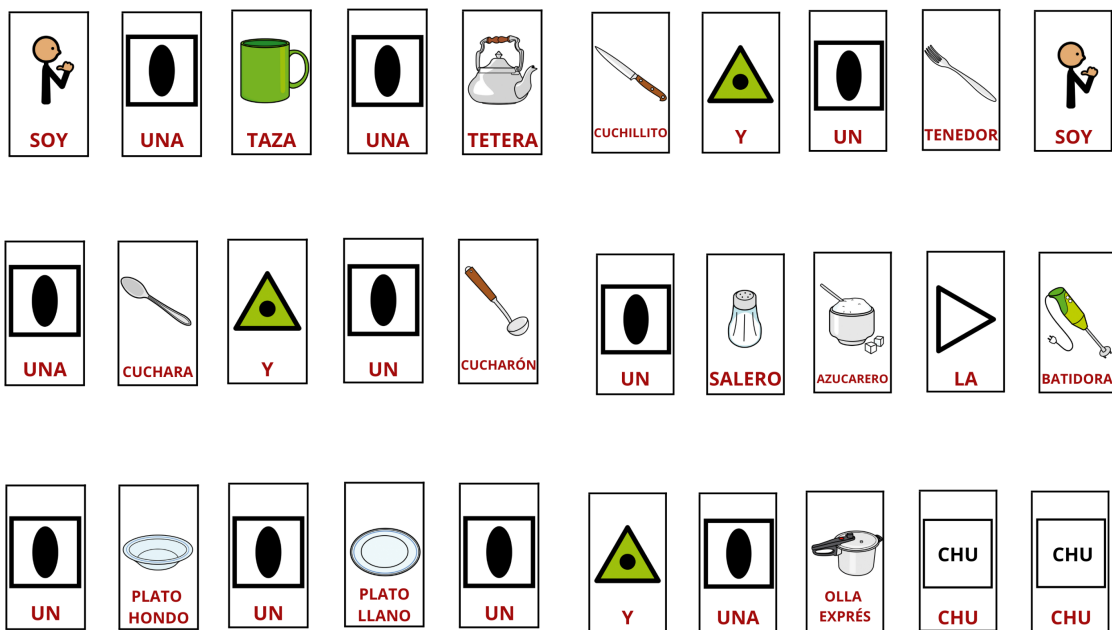 SOY UNA TAZA UNA TETERA
UNA CUCHARA Y UN CUCHARÓN
UN PLATO HONDO UN PLATO LLANO UN
CUCHILLITO Y UN TENEDOR SOY
UN SALERO AZUCARERO LA BATIDORA
CHU CHU
Y UNA OLLA EXPRÉS CHU CHU